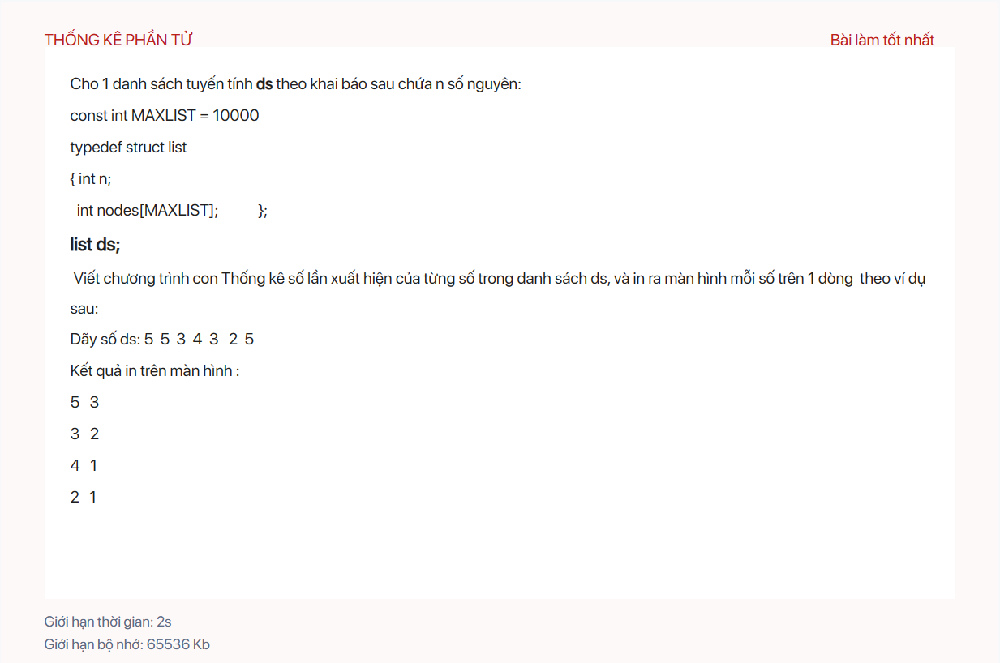 THỐNG KÊ PHẦN TỬ
Bài làm tốt nhất
Cho 1 danh sách tuyến tính ds theo khai báo sau chứa n số nguyên:
const int MAXLIST = 10000
typedef struct list
{ int n;
int nodes[MAXLIST]; };
list ds;
Viết chương trình con Thống kê số lần xuất hiện của từng số trong danh sách ds, và in ra màn hình mỗi số trên 1 dòng theo ví dụ
sau:
Dãy số ds: 5 5 3 4 3 2 5
Kết quả in trên màn hình :
5 3
3 2
4 1
2 1
Giới hạn thời gian: 2s
Giới hạn bộ nhớ: 65536 Kb